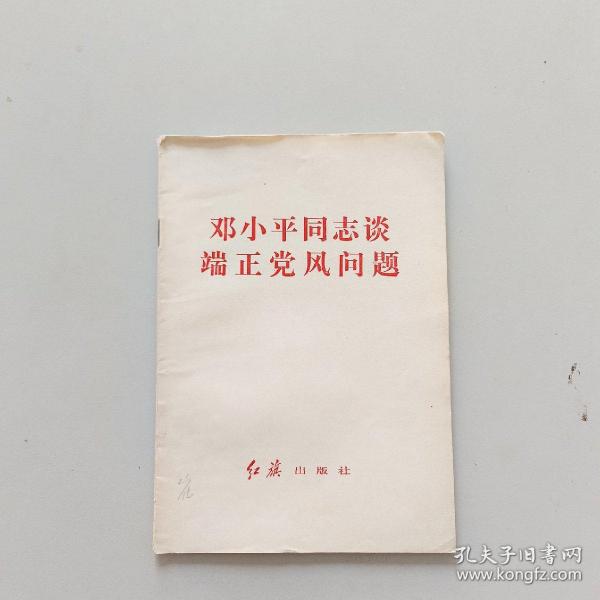 邓小平同志谈
端正党风问题
红旗 出版社
孔夫子旧书网
www.kongfz.com